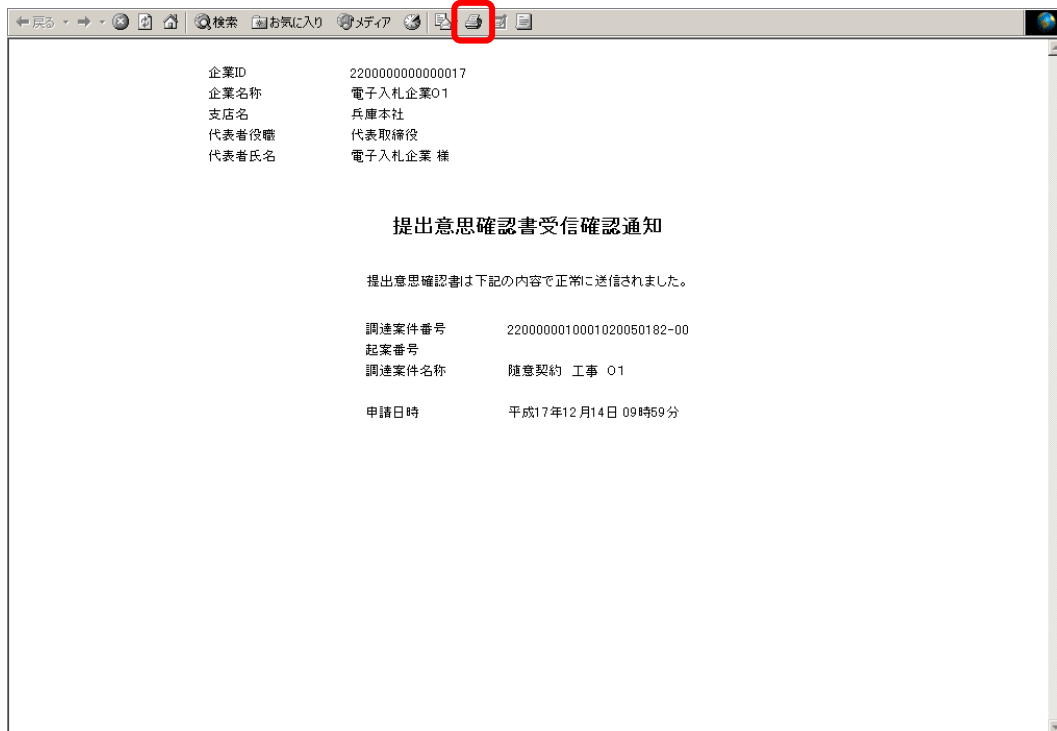 戻る 検索 お気に入り メディア
企業ID 2200000000000017
企業名称 電子入札企業01
支店名 兵庫本社
代表者役職 代表取締役
代表者氏名 電子入札企業 様
提出意思確認書受信確認通知
提出意思確認書は下記の内容で正常に送信されました。
調達案件番号 2200000010001020050182-00
起案番号
調達案件名称 随意契約 工事 01
申請日時 平成17年12月14日 09時59分